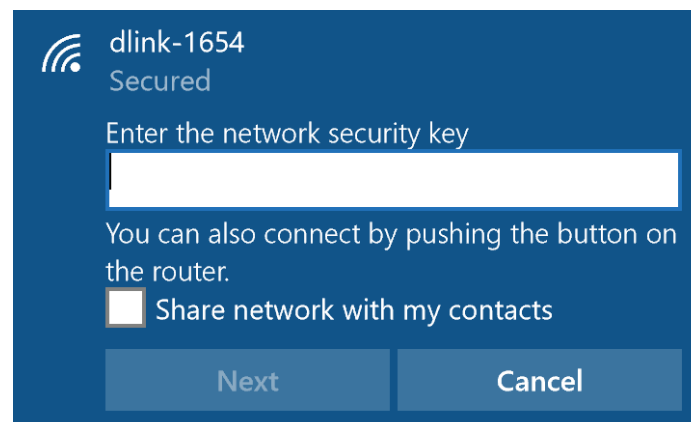 dlink-1654
Secured
Enter the network security key
You can also connect by pushing the button on
the router.
Share network with my contacts
Next
Cancel